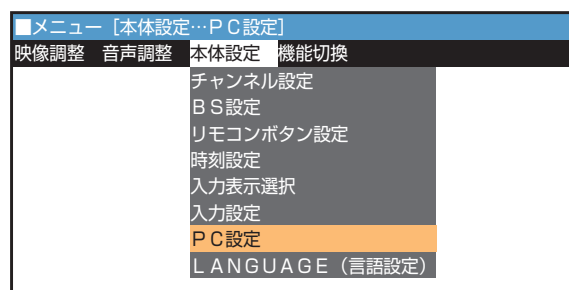 ■メニュー [本体設定…ＰＣ設定]
映像調整 音声調整 本体設定 機能切換
チャンネル設定
ＢＳ設定
リモコンボタン設定
時刻設定
入力表示選択
入力設定
ＰＣ設定
ＬＡＮＧＵＡＧＥ（言語設定）